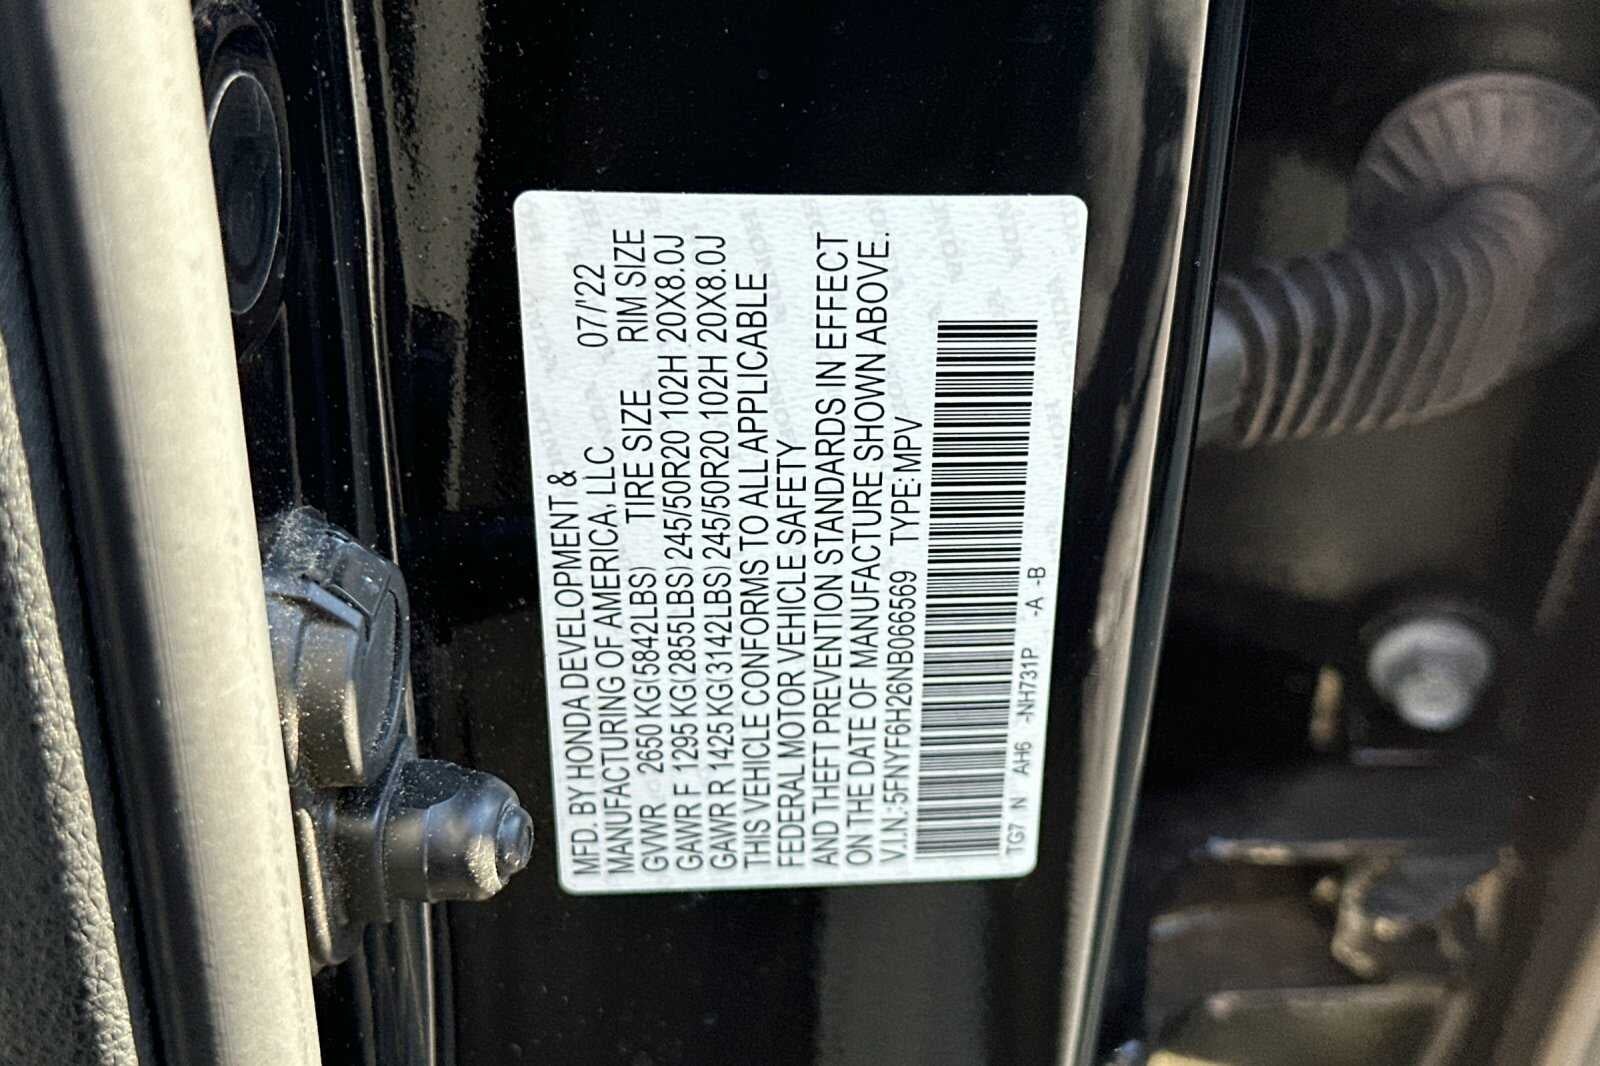 MFD. BY HONDA DEVELOPMENT &
MANUFACTURING OF AMERICA, LLC 07/'22
GVWR 2650 KG(5842LBS) TIRE SIZE RIM SIZE
GAWR F 1295 KG(2855LBS) 245/50R20 102H 20X8.0J
GAWR R 1425 KG(3142LBS) 245/50R20 102H 20X8.0J
THIS VEHICLE CONFORMS TO ALL APPLICABLE
FEDERAL MOTOR VEHICLE SAFETY
AND THEFT PREVENTION STANDARDS IN EFFECT
ON THE DATE OF MANUFACTURE SHOWN ABOVE.
V.I.N.:5FNYF6H26NB066569 TYPE:MPV
TG7 N AH6 -NH731P -A -B